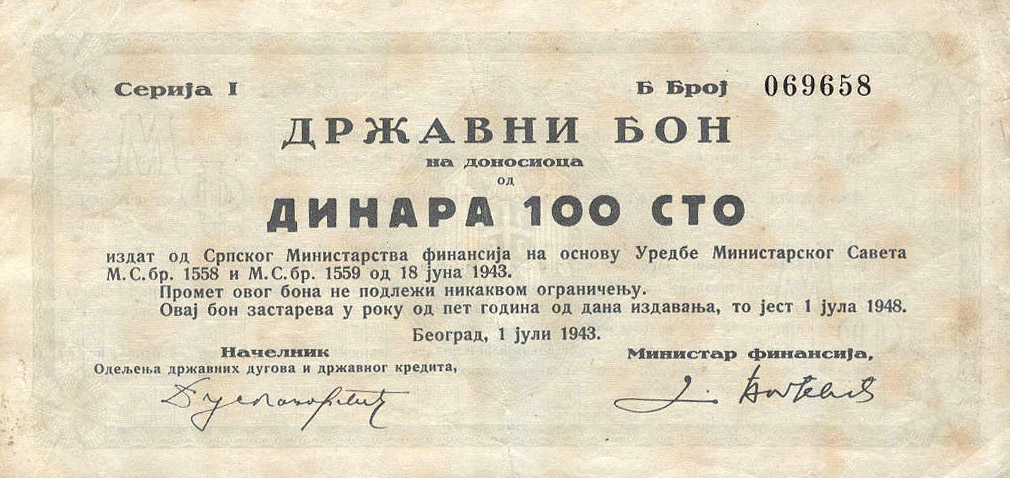 Серија I Б Број 069658
ДРЖАВНИ БОН
на доносиоца
од
ДИНАРА 100 СТО
издат од Српског Министарства финансија на основу Уредбе Министарског Савета
М.С.бр. 1558 и М.С.бр. 1559 од 18 јуна 1943.
Промет овог бона не подлежи никаквом ограничењу.
Овај бон застарева у року од пет година од дана издавања, то јест 1 јула 1948.
Београд, 1 јули 1943.
Начелник Министар финансија,
Одељења државних дугова и државног кредита,